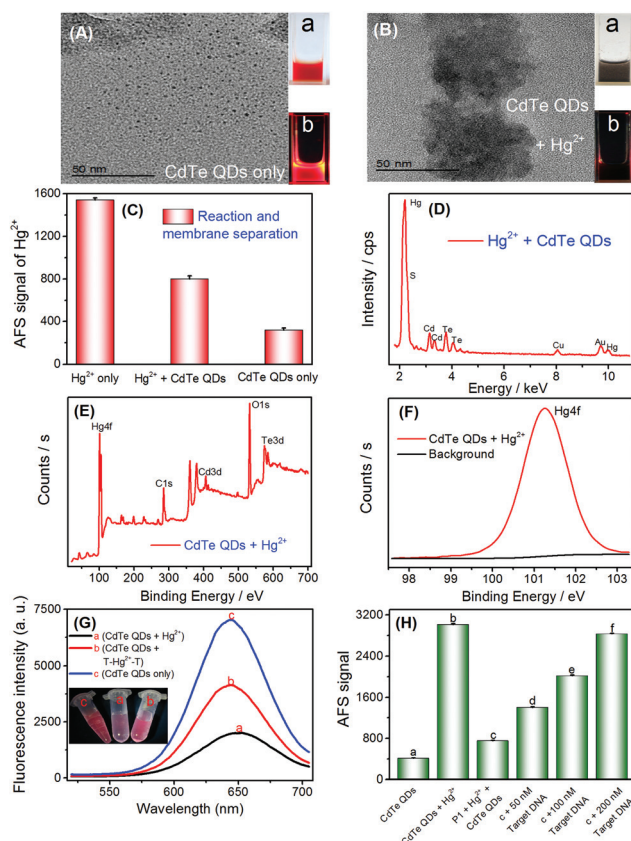 (A)
a
b
50 nm
CdTe QDs only
(B)
a
b
CdTe QDs
+ Hg²⁺
50 nm
AFS signal of Hg²⁺
1600
1200
800
400
0
(C)
Reaction and
membrane separation
Hg²⁺ only
Hg²⁺ + CdTe QDs
CdTe QDs only
Intensity / cps
(D)
Hg²⁺ + CdTe QDs
Hg
S
Cd
Cd
Te
Te
Cu
Au
Hg
2
4
6
8
10
Energy / keV
Counts / s
(E)
Hg4f
C1s
Cd3d
O1s
Te3d
CdTe QDs + Hg²⁺
100
200
300
400
500
600
700
Binding Energy / eV
Counts / s
(F)
Hg4f
CdTe QDs + Hg²⁺
Background
98
99
100
101
102
103
Binding Energy / eV
Fluorescence intensity (a. u.)
7500
5000
2500
0
(G)
a (CdTe QDs + Hg²⁺)
b (CdTe QDs +
T-Hg²⁺-T)
c (CdTe QDs only)
c
a
b
c
b
a
550
600
650
700
Wavelength (nm)
AFS signal
3200
2400
1600
800
0
(H)
a
b
c
d
e
f
CdTe QDs
CdTe QDs + Hg²⁺
P1 + Hg²⁺ +
CdTe QDs
c + 50 nM
Target DNA
c +100 nM
Target DNA
c + 200 nM
Target DNA